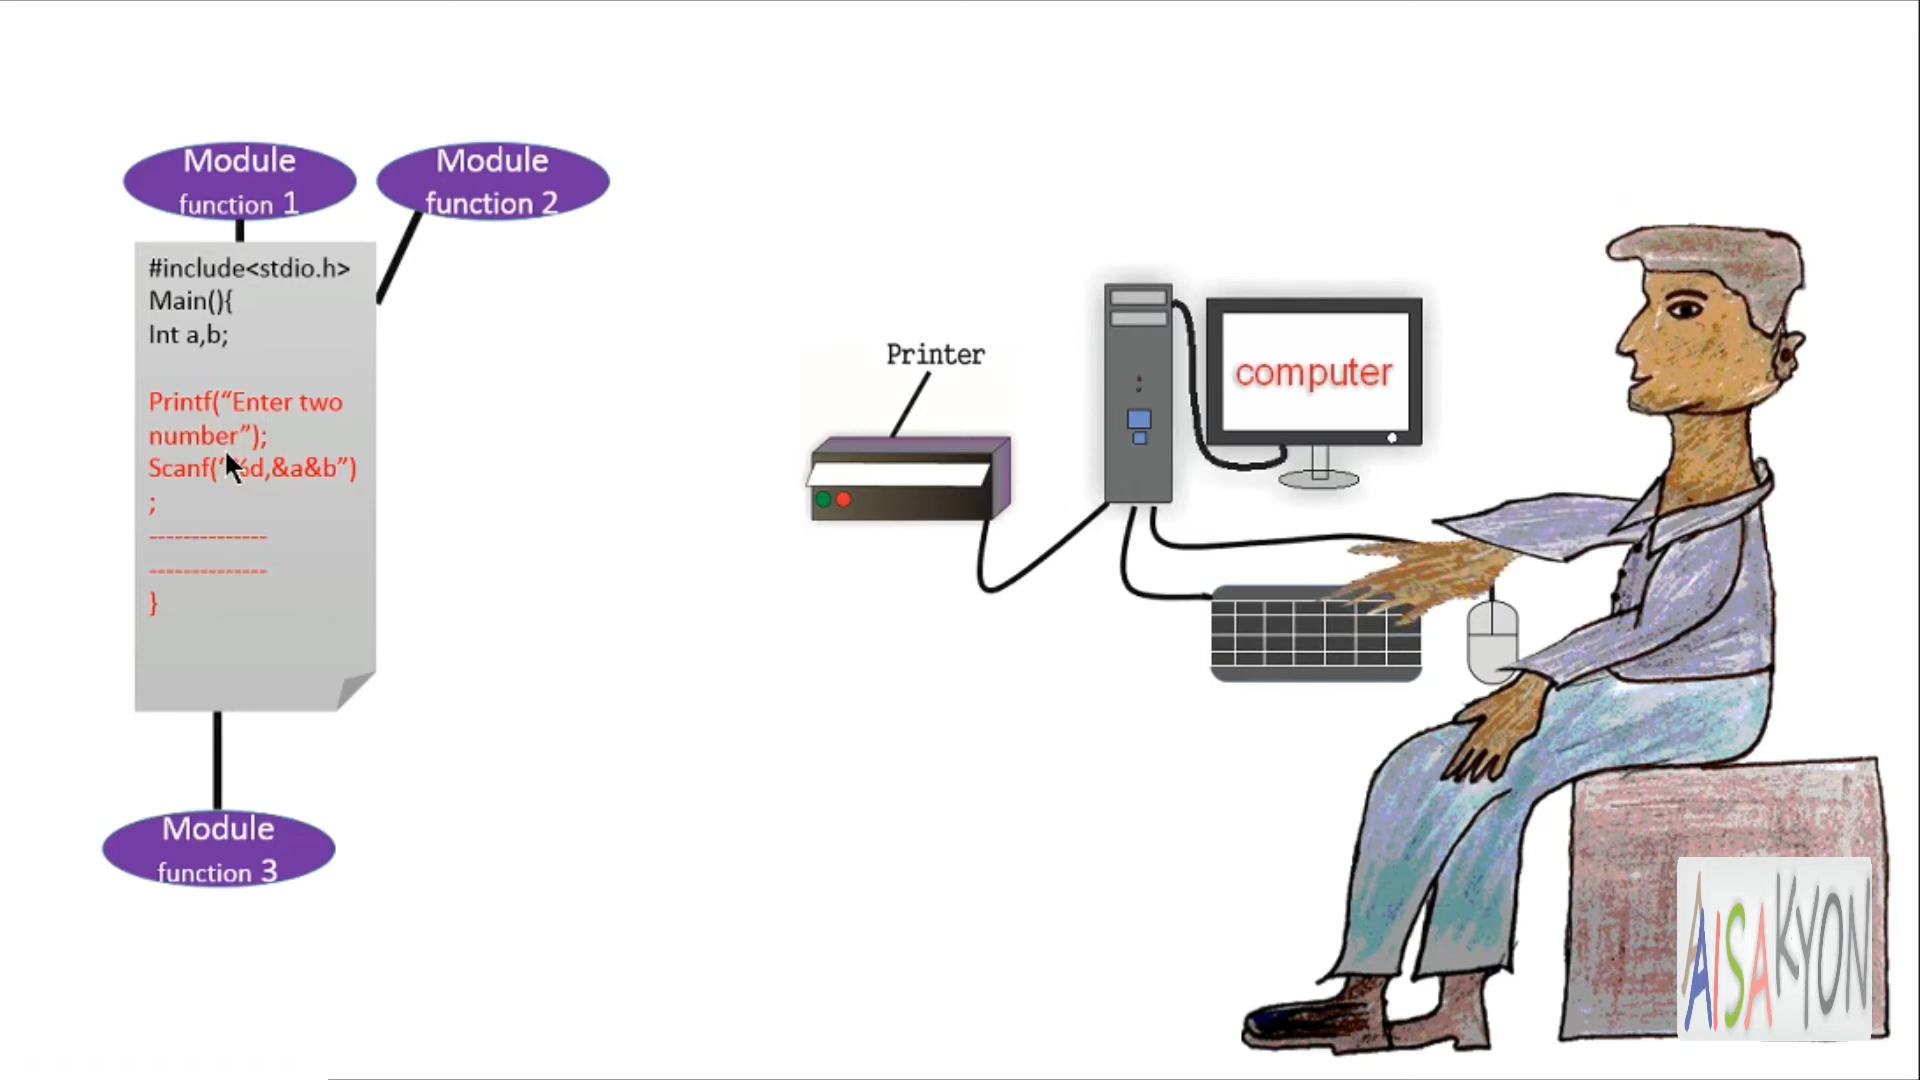 Module
function 1
Module
function 2
#include<stdio.h>
Main(){
Int a,b;
Printf(“Enter two
number”);
Scanf(“%d,&a&b”)
;
--------------
--------------
}
Module
function 3
Printer
computer
AISAKYON